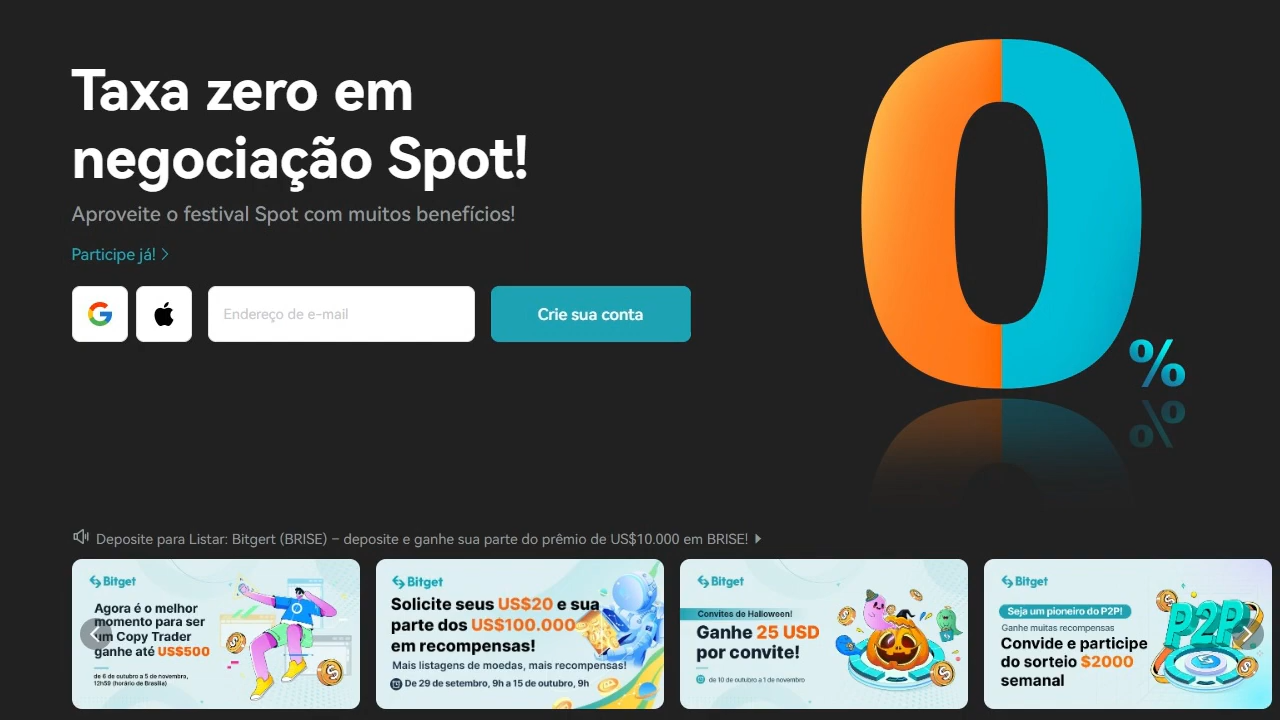 Taxa zero em
negociação Spot!
Aproveite o festival Spot com muitos benefícios!
Participe já!
Endereço de e-mail
Crie sua conta
0
%
Deposite para Listar: Bitgert (BRISE) – deposite e ganhe sua parte do prêmio de US$10.000 em BRISE!
Bitget
Agora é o melhor
momento para ser
um Copy Trader
ganhe até US$500
de 6 de outubro a 5 de novembro,
12h59 (horário de Brasília)
Bitget
Solicite seus US$20 e sua
parte dos US$100.000
em recompensas!
Mais listagens de moedas, mais recompensas!
De 29 de setembro, 9h a 15 de outubro, 9h
Bitget
Convites de Halloween!
Ganhe 25 USD
por convite!
de 10 de outubro a 1 de novembro
Bitget
Seja um pioneiro do P2P!
Ganhe muitas recompensas
Convide e participe
do sorteio $2000
semanal
P2P